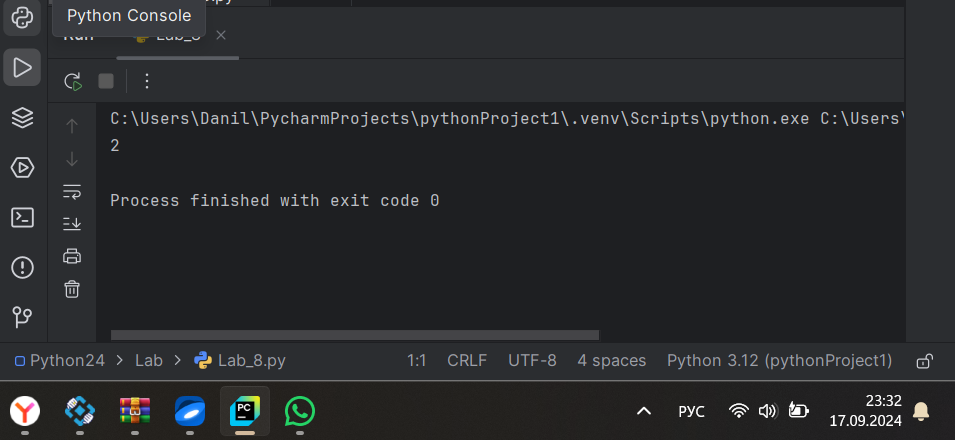 .py
Python Console
Run Lab_8
C:\Users\Danil\PycharmProjects\pythonProject1\.venv\Scripts\python.exe C:\Users\
2
Process finished with exit code 0
Python24 > Lab > Lab_8.py 1:1 CRLF UTF-8 4 spaces Python 3.12 (pythonProject1)
PC
РУС
23:32
17.09.2024